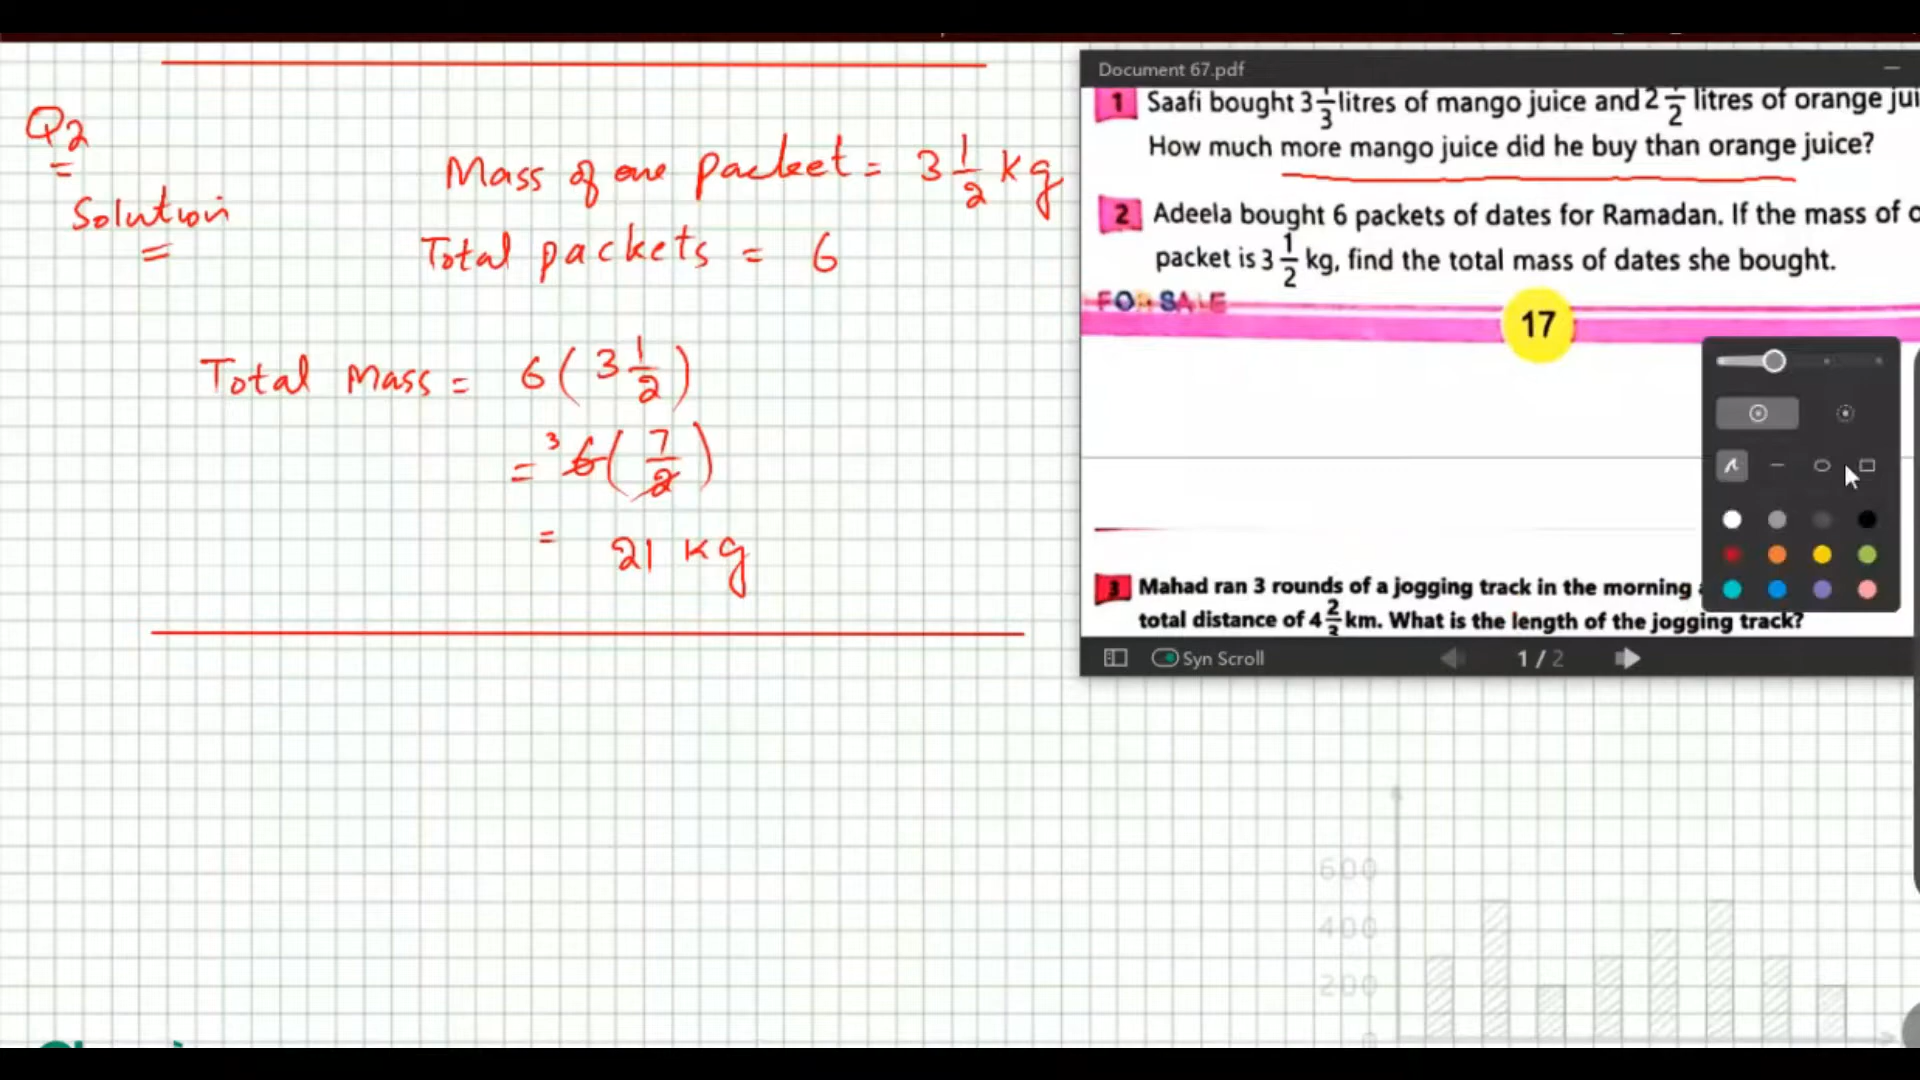 Q2
=
Solution
=
Mass of one Packet = 3 1/2 kg
Total packets = 6
Total Mass = 6 ( 3 1/2 )
= 3 6 ( 7/2 )
= 21 kg
Document 67.pdf
1 Saafi bought 3 1/3 litres of mango juice and 2 1/2 litres of orange jui
How much more mango juice did he buy than orange juice?
2 Adeela bought 6 packets of dates for Ramadan. If the mass of o
packet is 3 1/2 kg, find the total mass of dates she bought.
FOR SALE
17
3 Mahad ran 3 rounds of a jogging track in the morning
total distance of 4 2/3 km. What is the length of the jogging track?
Syn Scroll
1 / 2
600
400
200
0